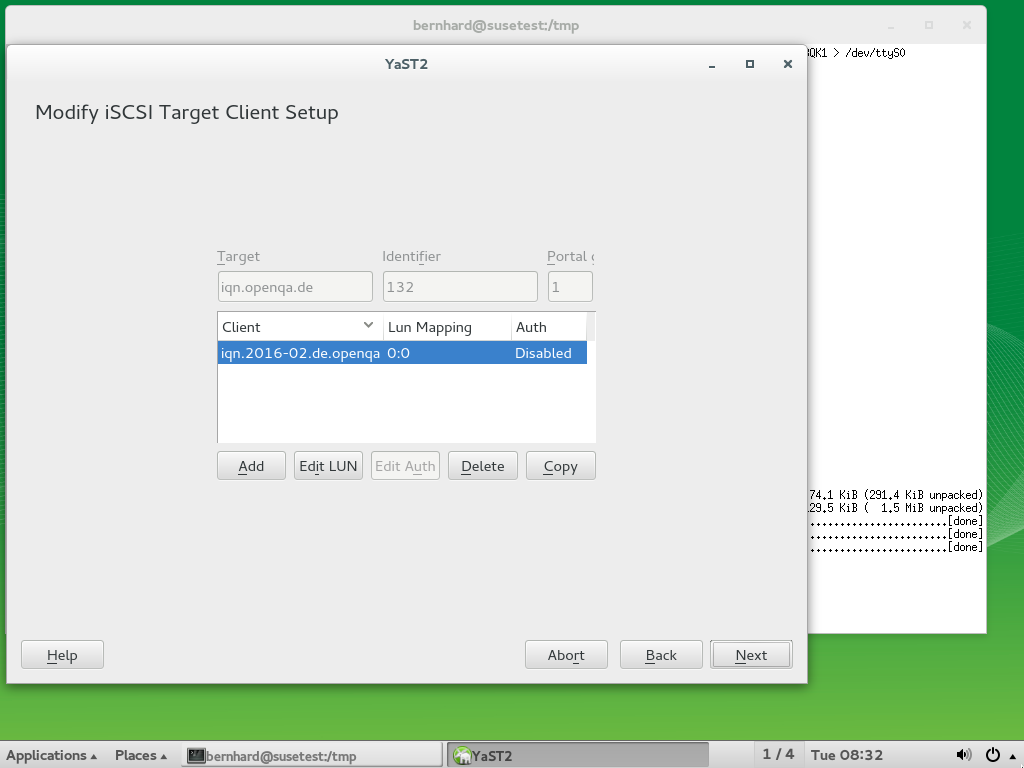 bernhard@susetest:/tmp
> /dev/ttyS0
YaST2
Modify iSCSI Target Client Setup
Target Identifier Portal
iqn.openqa.de 132 1
Client Lun Mapping Auth
iqn.2016-02.de.openqa 0:0 Disabled
Add Edit LUN Edit Auth Delete Copy
74.1 KiB (291.4 KiB unpacked)
29.5 KiB ( 1.5 MiB unpacked)
.......................[done]
.......................[done]
.......................[done]
Help Abort Back Next
Applications Places bernhard@susetest:/tmp YaST2 1 / 4 Tue 08:32